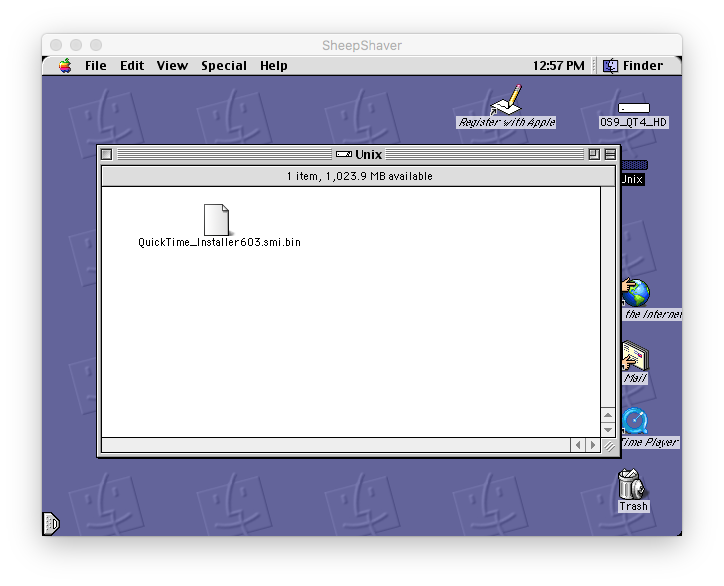 SheepShaver
File Edit View Special Help 12:57 PM Finder
Register with Apple
OS9_QT4_HD
Unix
Unix
1 item, 1,023.9 MB available
QuickTime_Installer603.smi.bin
the Internet
Mail
Time Player
Trash